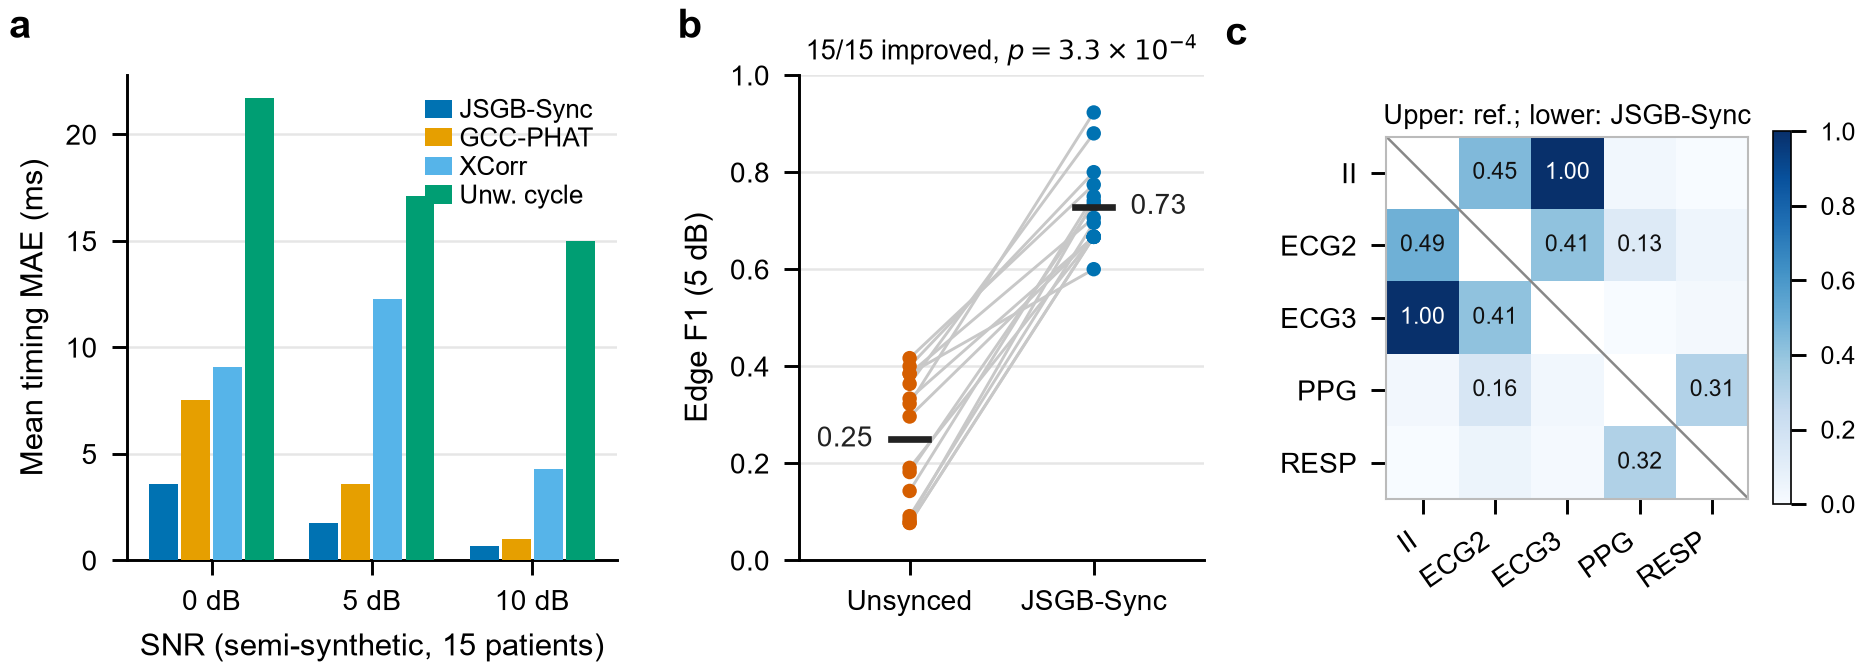 a
20
15
10
5
0
Mean timing MAE (ms)
JSGB-Sync
GCC-PHAT
XCorr
Unw. cycle
0 dB
5 dB
10 dB
SNR (semi-synthetic, 15 patients)
b
15/15 improved, p = 3.3 × 10⁻⁴
1.0
0.8
0.6
0.4
0.2
0.0
Edge F1 (5 dB)
0.25
0.73
Unsynced
JSGB-Sync
c
Upper: ref.; lower: JSGB-Sync
II
0.45
1.00
ECG2
0.49
0.41
0.13
ECG3
1.00
0.41
PPG
0.16
0.31
RESP
0.32
II
ECG2
ECG3
PPG
RESP
1.0
0.8
0.6
0.4
0.2
0.0